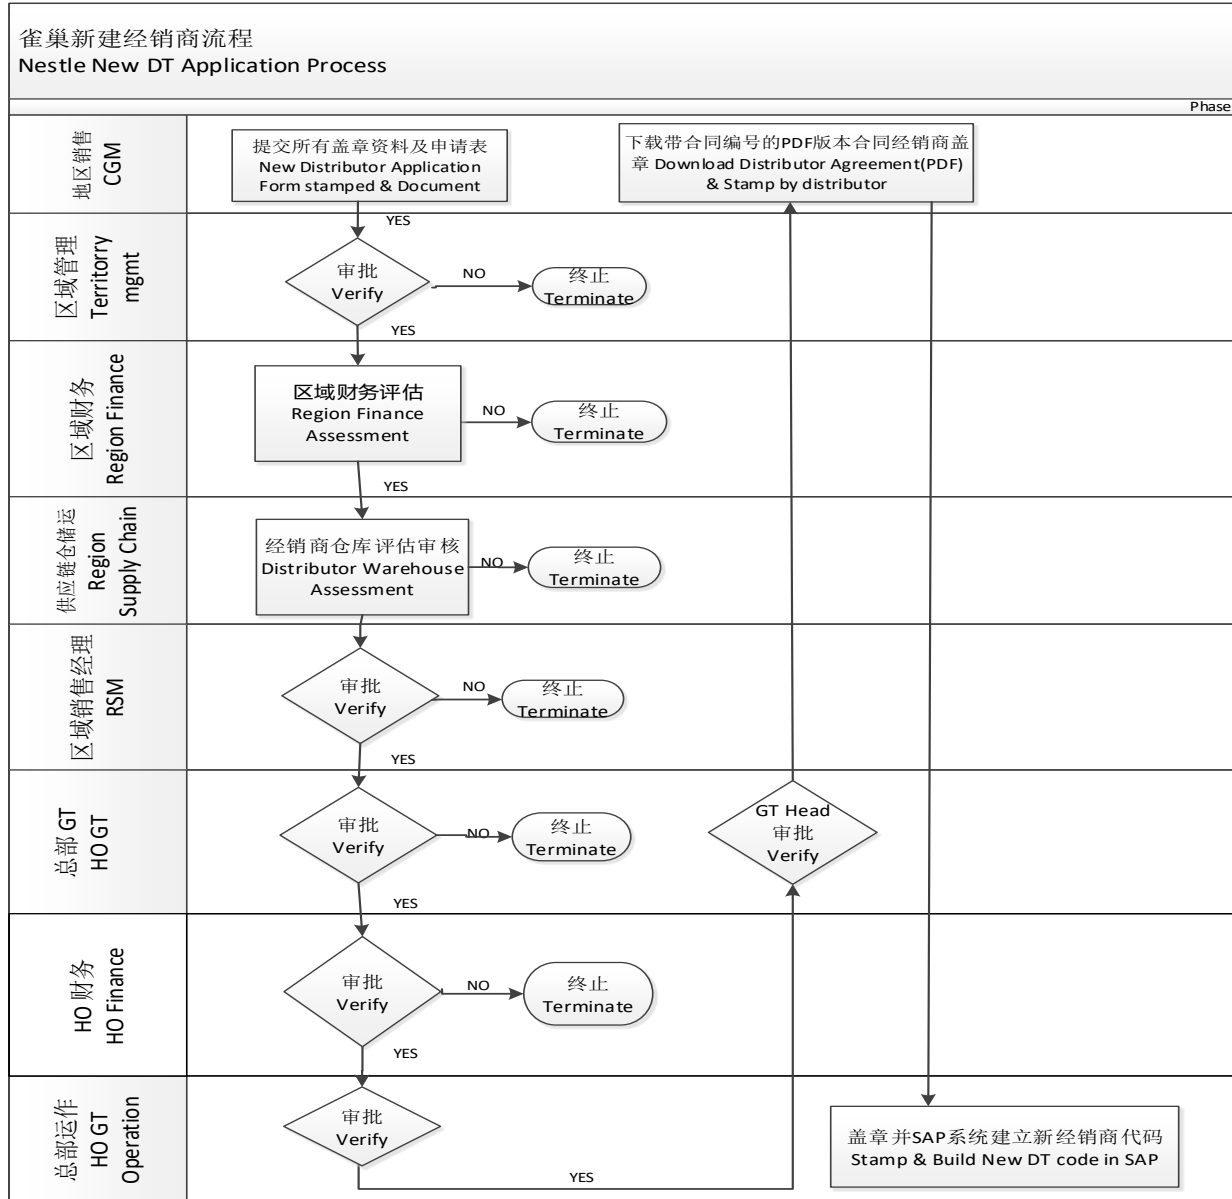 雀巢新建经销商流程
Nestle New DT Application Process
Phase
地区销售
CGM
提交所有盖章资料及申请表
New Distributor Application
Form stamped & Document
下载带合同编号的PDF版本合同经销商盖
章 Download Distributor Agreement(PDF)
& Stamp by distributor
YES
区域管理
Territorry
mgmt
审批
Verify
NO
终止
Terminate
YES
区域财务
Region Finance
区域财务评估
Region Finance
Assessment
NO
终止
Terminate
YES
供应链仓储运
Region
Supply Chain
经销商仓库评估审核
Distributor Warehouse
Assessment
NO
终止
Terminate
区域销售经理
RSM
审批
Verify
NO
终止
Terminate
YES
总部 GT
HO GT
审批
Verify
NO
终止
Terminate
GT Head
审批
Verify
YES
HO 财务
HO Finance
审批
Verify
NO
终止
Terminate
YES
总部运作
HO GT
Operation
审批
Verify
YES
盖章并SAP系统建立新经销商代码
Stamp & Build New DT code in SAP